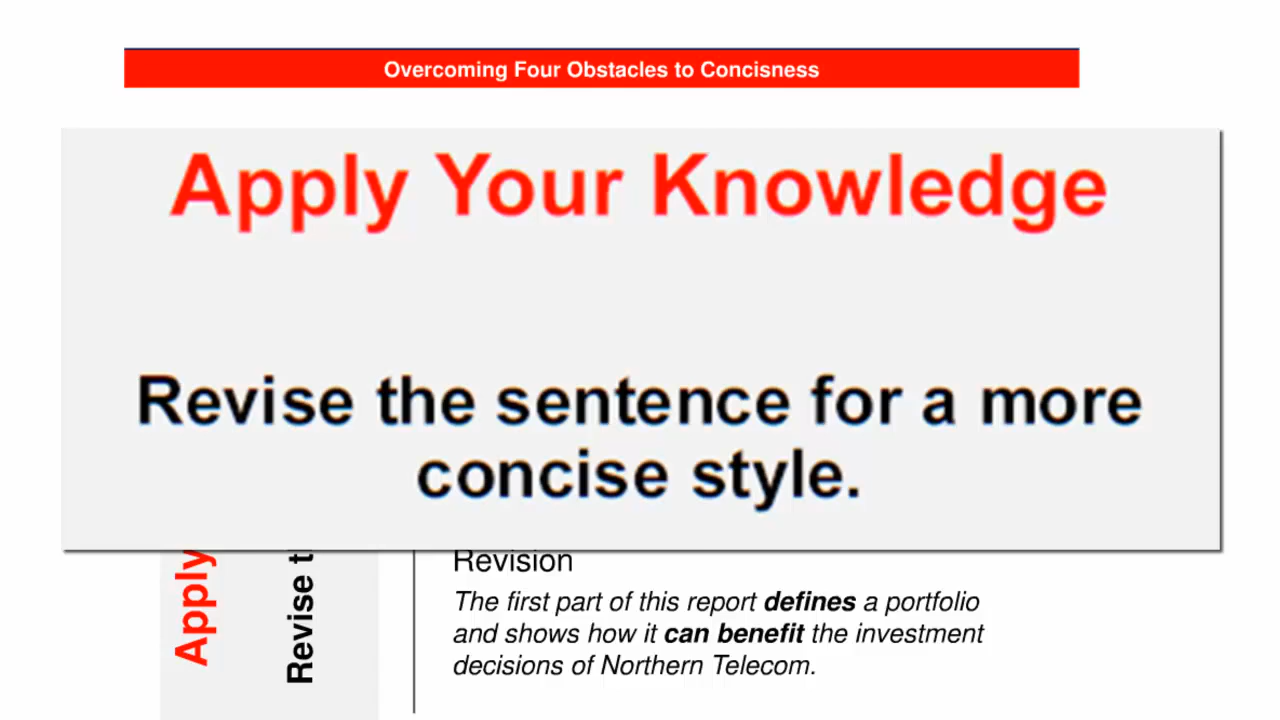 Overcoming Four Obstacles to Concisness
Apply Your Knowledge
Revise the sentence for a more
concise style.
Apply
Revise t
Revision
The first part of this report defines a portfolio
and shows how it can benefit the investment
decisions of Northern Telecom.